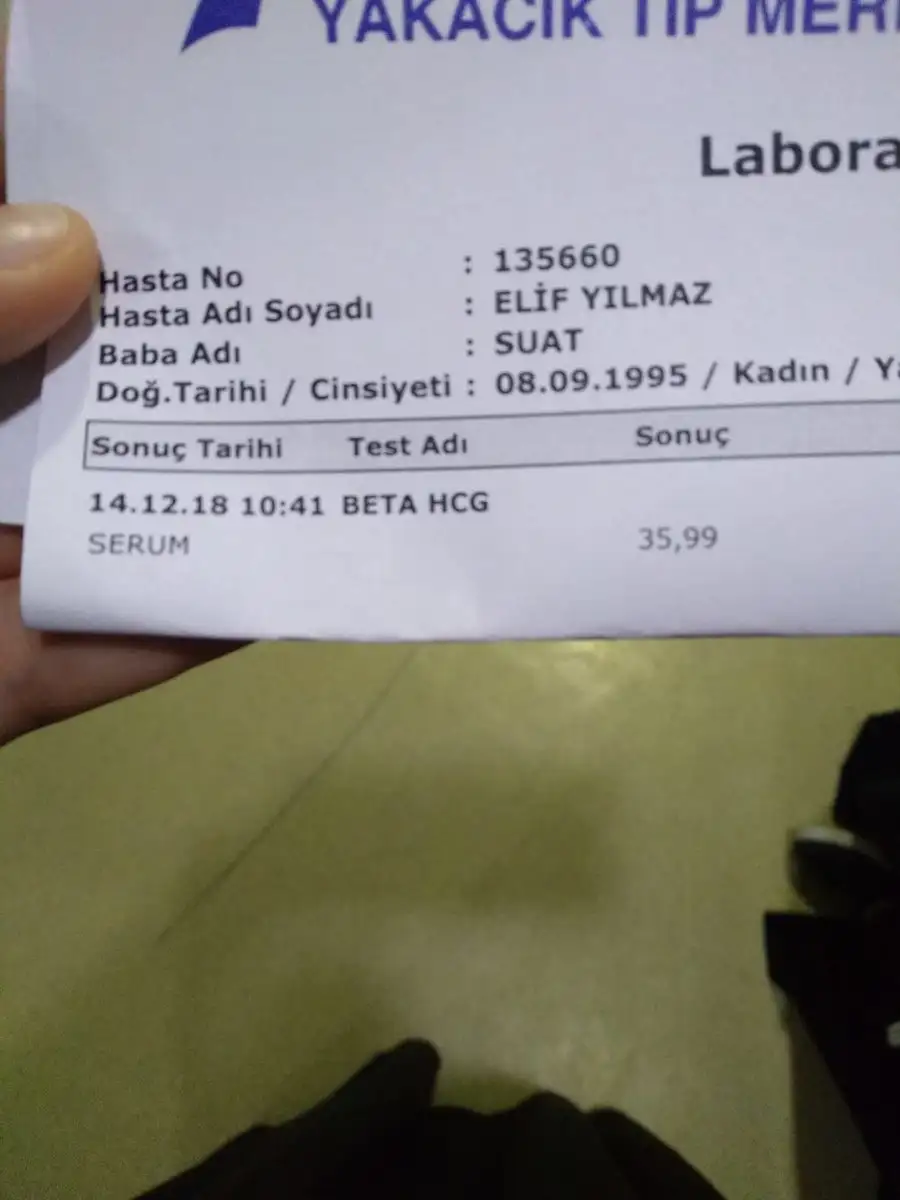 YAKACIK TIP MER
Labora
Hasta No : 135660
Hasta Adı Soyadı : ELİF YILMAZ
Baba Adı : SUAT
Doğ.Tarihi / Cinsiyeti : 08.09.1995 / Kadın / Ya
Sonuç Tarihi Test Adı Sonuç
14.12.18 10:41 BETA HCG
SERUM 35,99